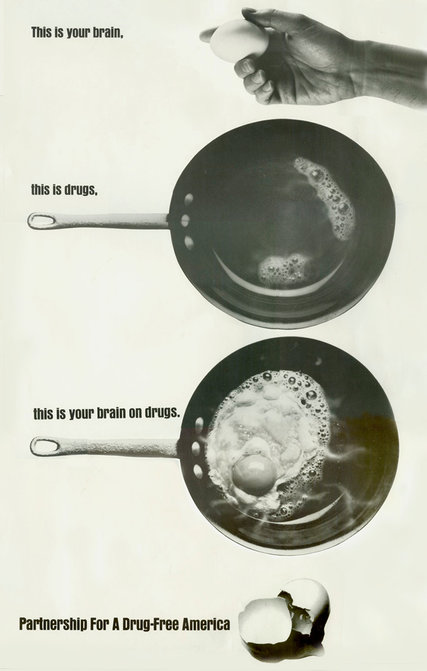 This is your brain,
this is drugs,
this is your brain on drugs.
Partnership For A Drug-Free America